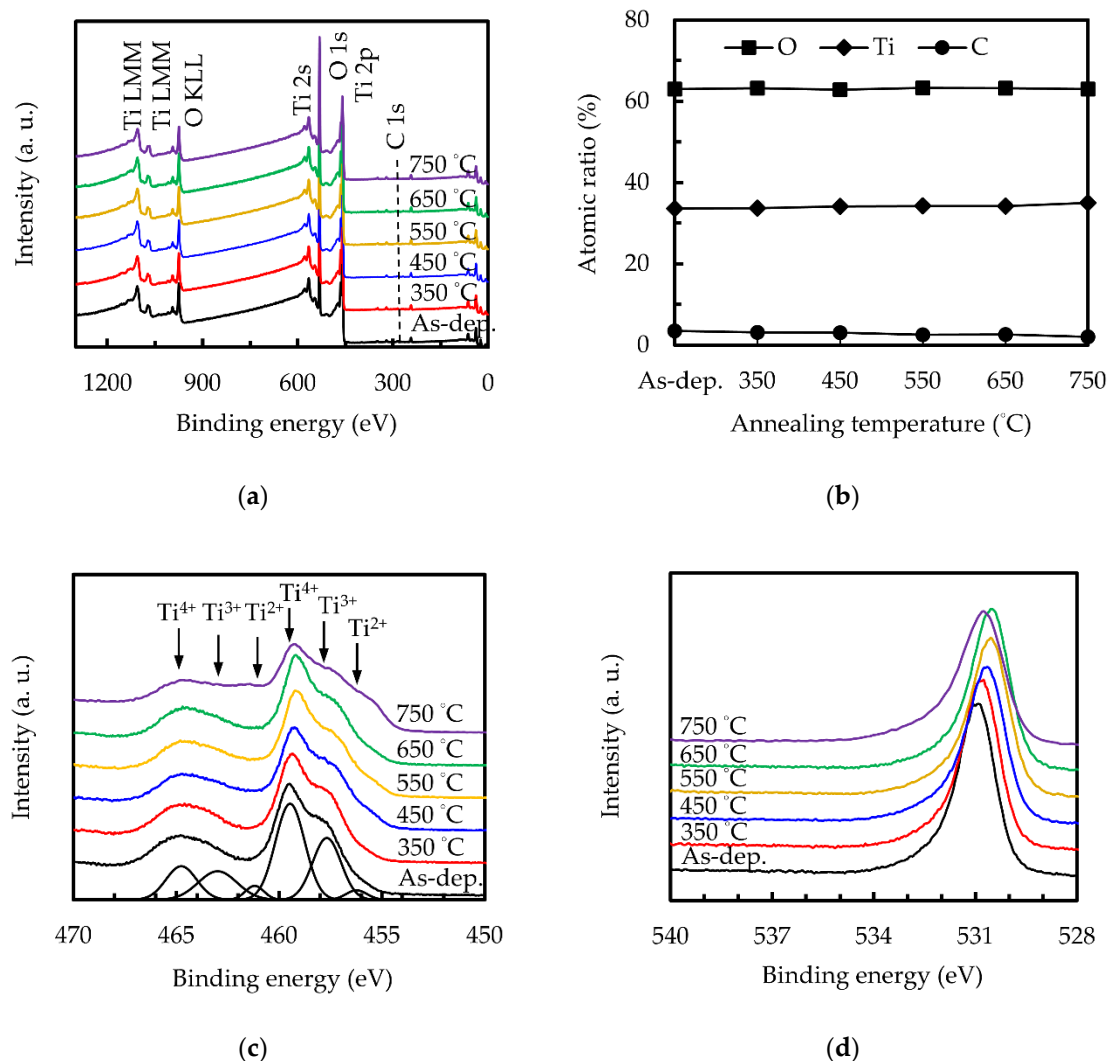 Intensity (a. u.)
Ti LMM
Ti LMM
O KLL
Ti 2s
O 1s
Ti 2p
C 1s
750 °C
650 °C
550 °C
450 °C
350 °C
As-dep.
1200 900 600 300 0
Binding energy (eV)
(a)
Atomic ratio (%)
O Ti C
80
60
40
20
0
As-dep. 350 450 550 650 750
Annealing temperature (°C)
(b)
Intensity (a. u.)
Ti4+ Ti3+ Ti2+ Ti4+ Ti3+ Ti2+
750 °C
650 °C
550 °C
450 °C
350 °C
As-dep.
470 465 460 455 450
Binding energy (eV)
(c)
Intensity (a. u.)
750 °C
650 °C
550 °C
450 °C
350 °C
As-dep.
540 537 534 531 528
Binding energy (eV)
(d)